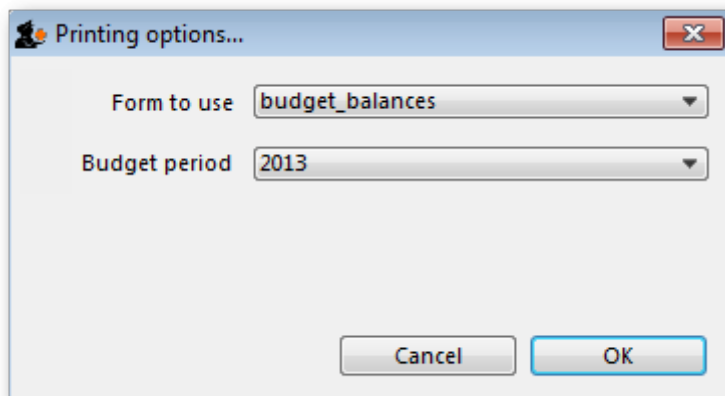 Printing options...
Form to use budget_balances
Budget period 2013
Cancel OK